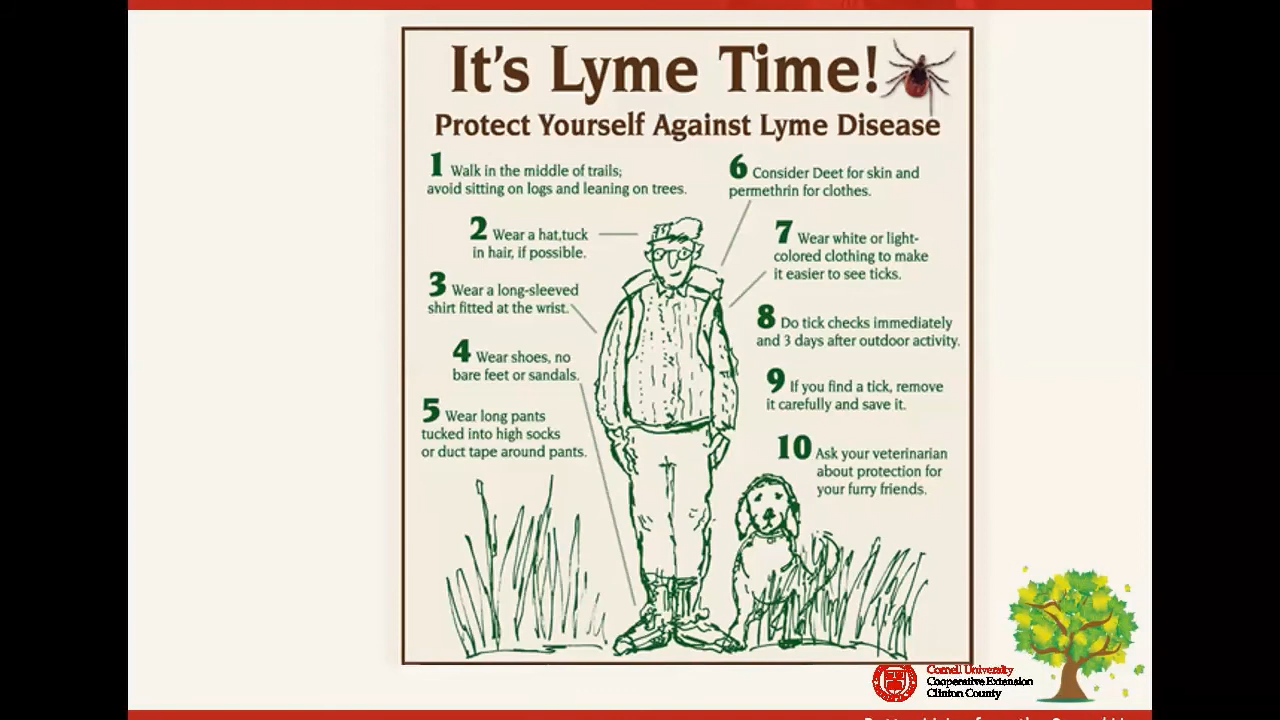 It's Lyme Time!
Protect Yourself Against Lyme Disease
1 Walk in the middle of trails;
avoid sitting on logs and leaning on trees.
2 Wear a hat,tuck
in hair, if possible.
3 Wear a long-sleeved
shirt fitted at the wrist.
4 Wear shoes, no
bare feet or sandals.
5 Wear long pants
tucked into high socks
or duct tape around pants.
6 Consider Deet for skin and
permethrin for clothes.
7 Wear white or light-
colored clothing to make
it easier to see ticks.
8 Do tick checks immediately
and 3 days after outdoor activity.
9 If you find a tick, remove
it carefully and save it.
10 Ask your veterinarian
about protection for
your furry friends.
Cornell University
Cooperative Extension
Clinton County